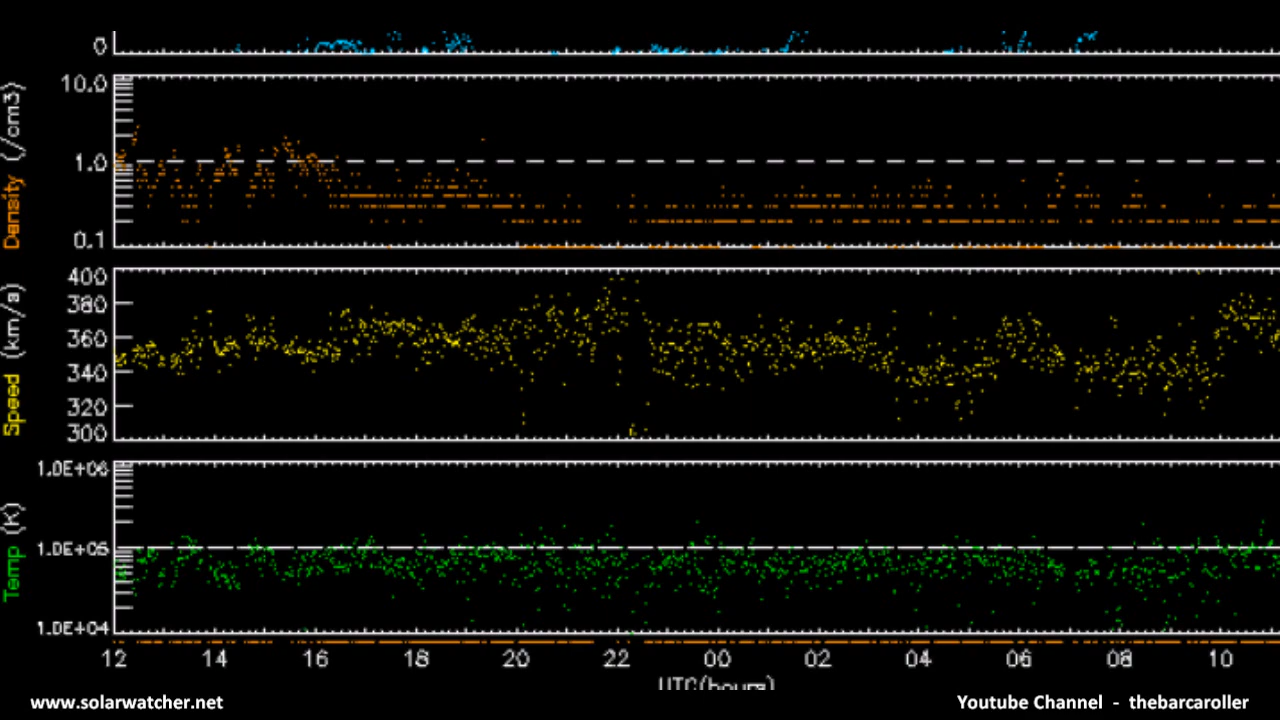 0
10.0
1.0
0.1
Density (/cm3)
400
380
360
340
320
300
Speed (km/s)
1.0E+06
1.0E+05
1.0E+04
Temp (K)
12 14 16 18 20 22 00 02 04 06 08 10
UTC(hours)
www.solarwatcher.net
Youtube Channel - thebarcaroller